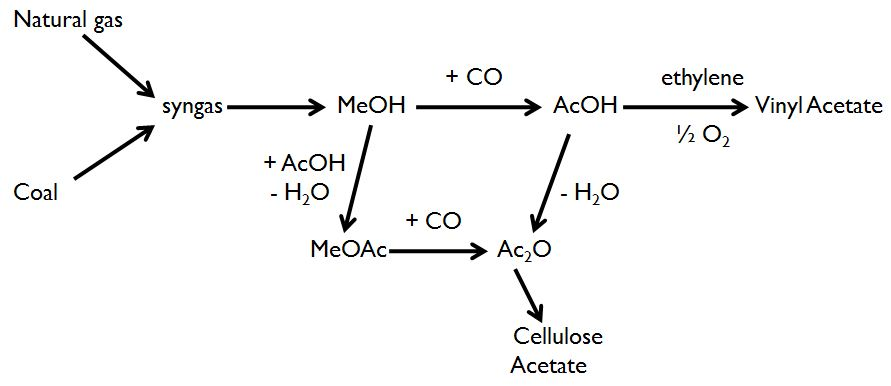 Natural gas
+ CO
ethylene
syngas
MeOH
AcOH
Vinyl Acetate
½ O₂
+ AcOH
- H₂O
Coal
- H₂O
+ CO
MeOAc
Ac₂O
Cellulose
Acetate